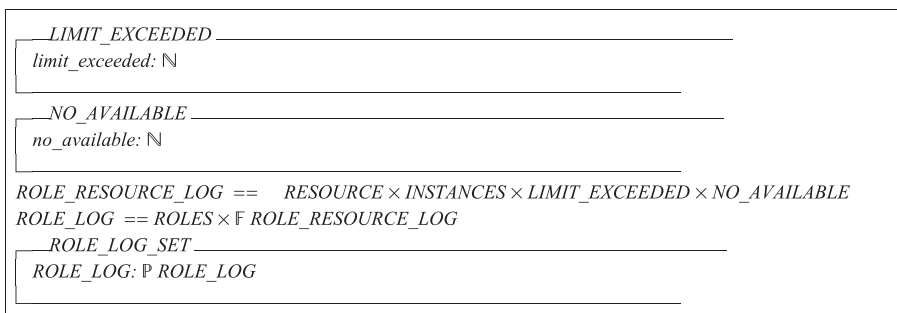 LIMIT_EXCEEDED
limit_exceeded: ℕ
NO_AVAILABLE
no_available: ℕ
ROLE_RESOURCE_LOG == RESOURCE × INSTANCES × LIMIT_EXCEEDED × NO_AVAILABLE
ROLE_LOG == ROLES × 𝔽 ROLE_RESOURCE_LOG
ROLE_LOG_SET
ROLE_LOG: ℙ ROLE_LOG